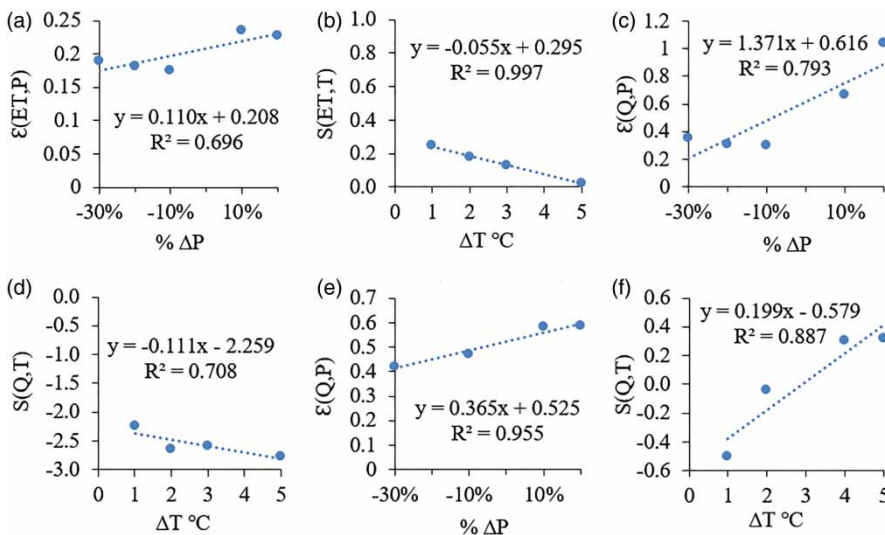 (a)
ε(ET,P)
0.25
0.20
0.15
0.10
0.05
0
y = 0.110x + 0.208
R² = 0.696
-30% -10% 10%
% ΔP
(b)
S(ET,T)
1.0
0.8
0.6
0.4
0.2
0.0
y = -0.055x + 0.295
R² = 0.997
0 1 2 3 4 5
ΔT °C
(c)
ε(Q,P)
1.2
1
0.8
0.6
0.4
0.2
0
y = 1.371x + 0.616
R² = 0.793
-30% -10% 10%
% ΔP
(d)
S(Q,T)
0.0
-0.5
-1.0
-1.5
-2.0
-2.5
-3.0
y = -0.111x - 2.259
R² = 0.708
0 1 2 3 4 5
ΔT °C
(e)
ε(Q,P)
0.7
0.6
0.5
0.4
0.3
0.2
0.1
0
y = 0.365x + 0.525
R² = 0.955
-30% -10% 10%
% ΔP
(f)
S(Q,T)
0.6
0.4
0.2
0.0
-0.2
-0.4
-0.6
y = 0.199x - 0.579
R² = 0.887
0 1 2 3 4 5
ΔT °C